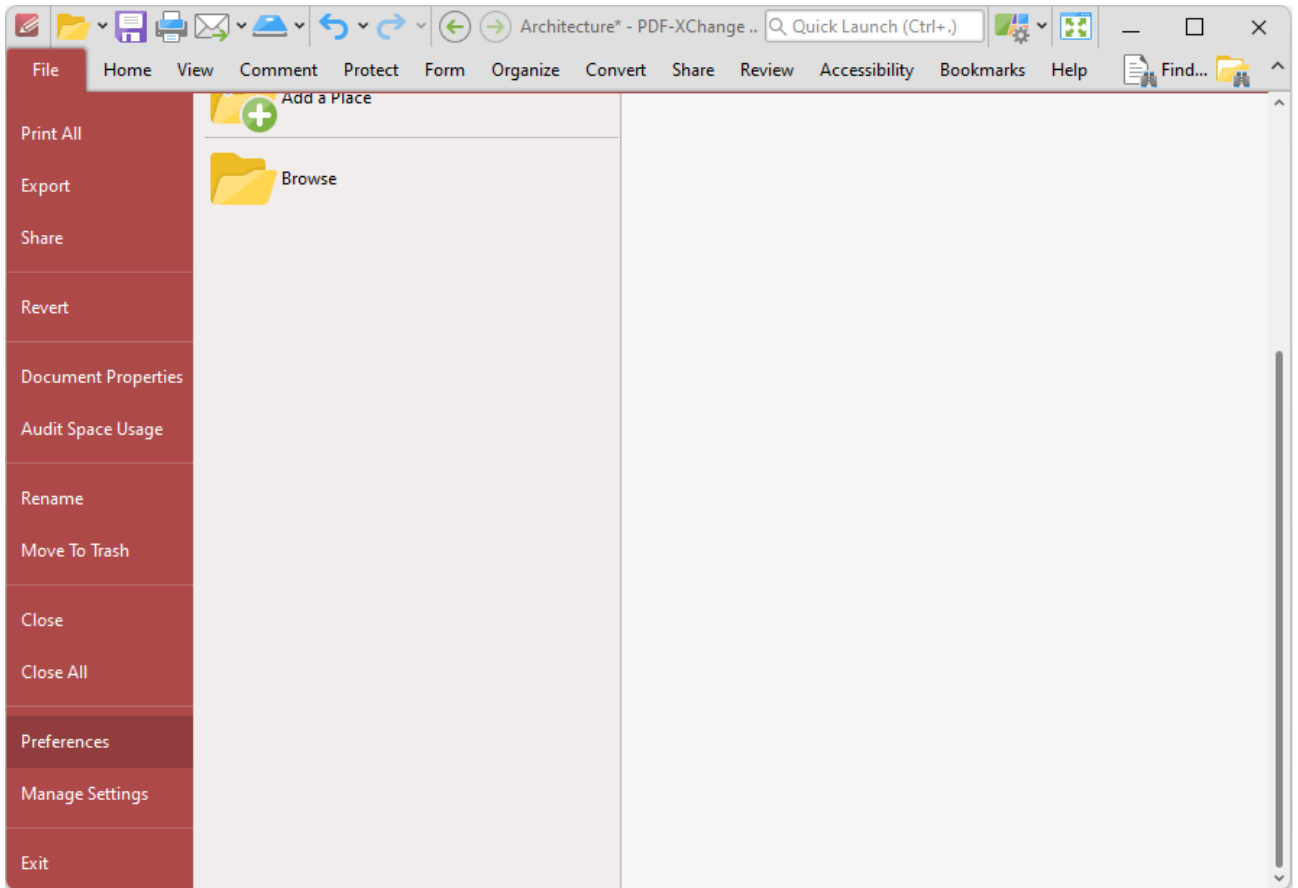 Architecture* - PDF-XChange .. Quick Launch (Ctrl+.)
File Home View Comment Protect Form Organize Convert Share Review Accessibility Bookmarks Help Find...
Add a Place
Print All
Browse
Export
Share
Revert
Document Properties
Audit Space Usage
Rename
Move To Trash
Close
Close All
Preferences
Manage Settings
Exit